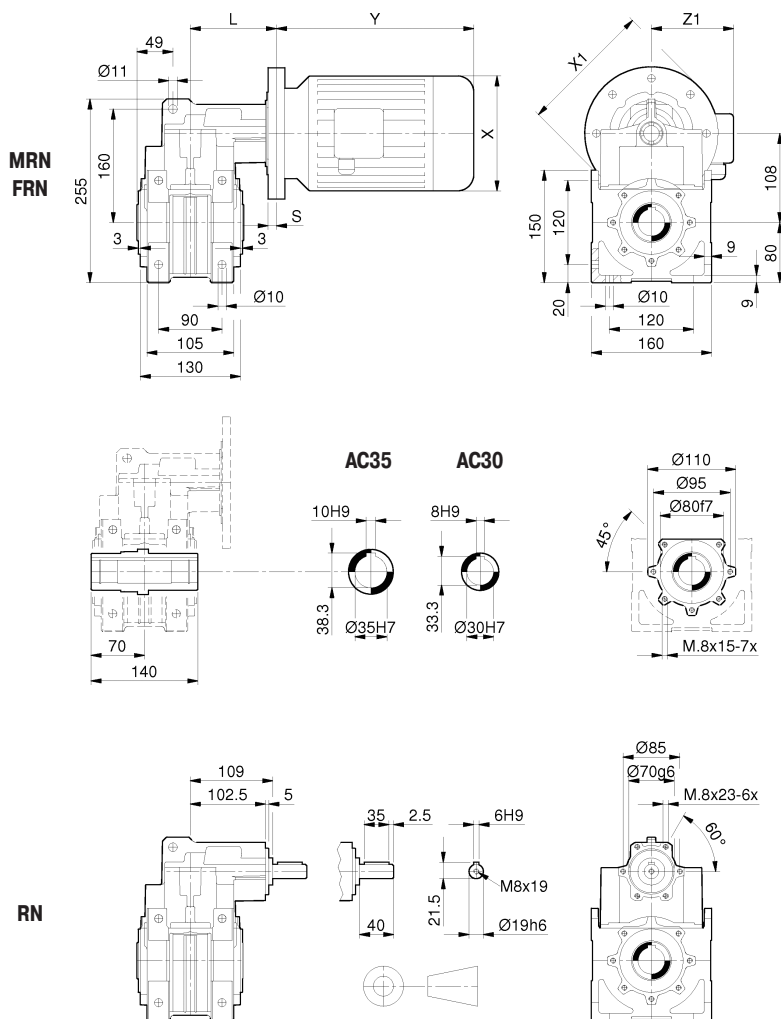 L
Y
Z1
49
X1
Ø11
MRN
FRN
160
255
X
108
150
120
80
S
3
3
9
Ø10
Ø10
20
9
90
120
105
160
130
AC35
AC30
Ø110
Ø95
Ø80f7
10H9
8H9
45°
38.3
33.3
Ø35H7
Ø30H7
M.8x15-7x
70
140
Ø85
109
Ø70g6
102.5
5
35
2.5
6H9
M.8x23-6x
60°
M8x19
21.5
RN
40
Ø19h6